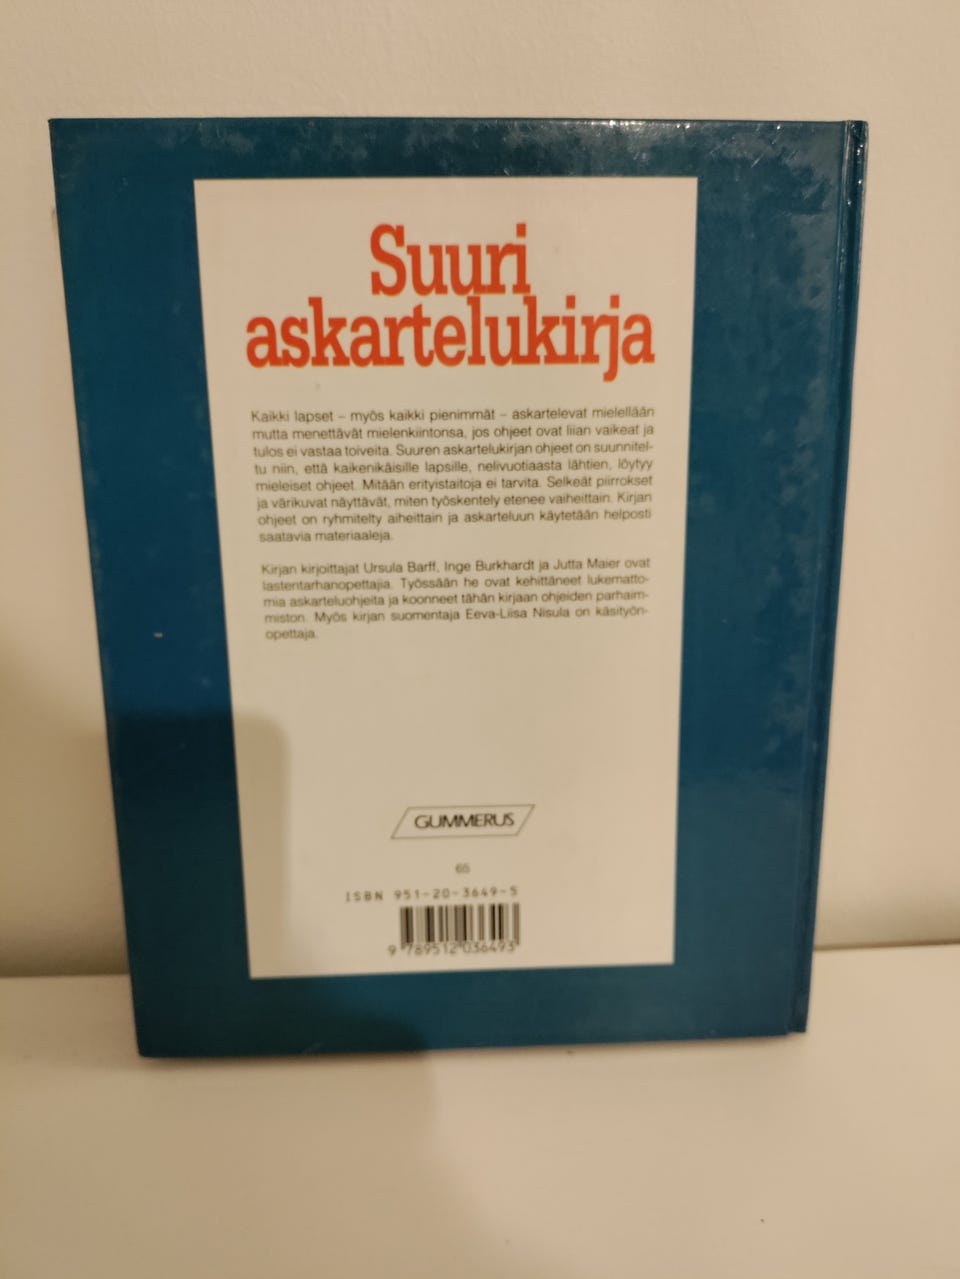 Suuri
askartelukirja
Kaikki lapset – myös kaikki pienimmät – askartelevat mielellään
mutta menettävät mielenkiintonsa, jos ohjeet ovat liian vaikeat ja
tulos ei vastaa toiveita. Suuren askartelukirjan ohjeet on suunnitel-
tu niin, että kaikenikäisille lapsille, nelivuotiaasta lähtien, löytyy
mieleiset ohjeet. Mitään erityistaitoja ei tarvita. Selkeät piirrokset
ja värikuvat näyttävät, miten työskentely etenee vaiheittain. Kirjan
ohjeet on ryhmitelty aiheittain ja askarteluun käytetään helposti
saatavia materiaaleja.
Kirjan kirjoittajat Ursula Barff, Inge Burkhardt ja Jutta Maier ovat
lastentarhanopettajia. Työssään he ovat kehittäneet lukematto-
mia askarteluohjeita ja koonneet tähän kirjaan ohjeiden parhaim-
miston. Myös kirjan suomentaja Eeva-Liisa Nisula on käsityön-
opettaja.
GUMMERUS
65
ISBN 951-20-3649-5
9 789512 036493